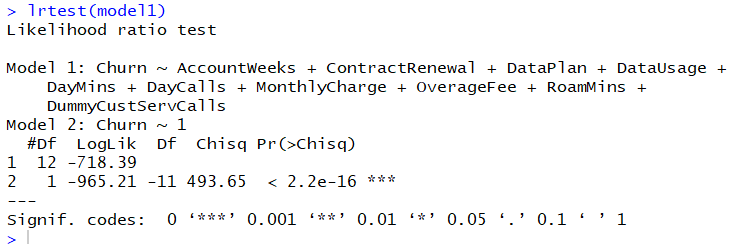 > lrtest(model1)
Likelihood ratio test

Model 1: Churn ~ AccountWeeks + ContractRenewal + DataPlan + DataUsage +
    DayMins + DayCalls + MonthlyCharge + OverageFee + RoamMins +
    DummyCustServCalls
Model 2: Churn ~ 1
  #Df  LogLik  Df  Chisq Pr(>Chisq)
1  12 -718.39
2   1 -965.21 -11 493.65  < 2.2e-16 ***
---
Signif. codes:  0 ‘***’ 0.001 ‘**’ 0.01 ‘*’ 0.05 ‘.’ 0.1 ‘ ’ 1
>